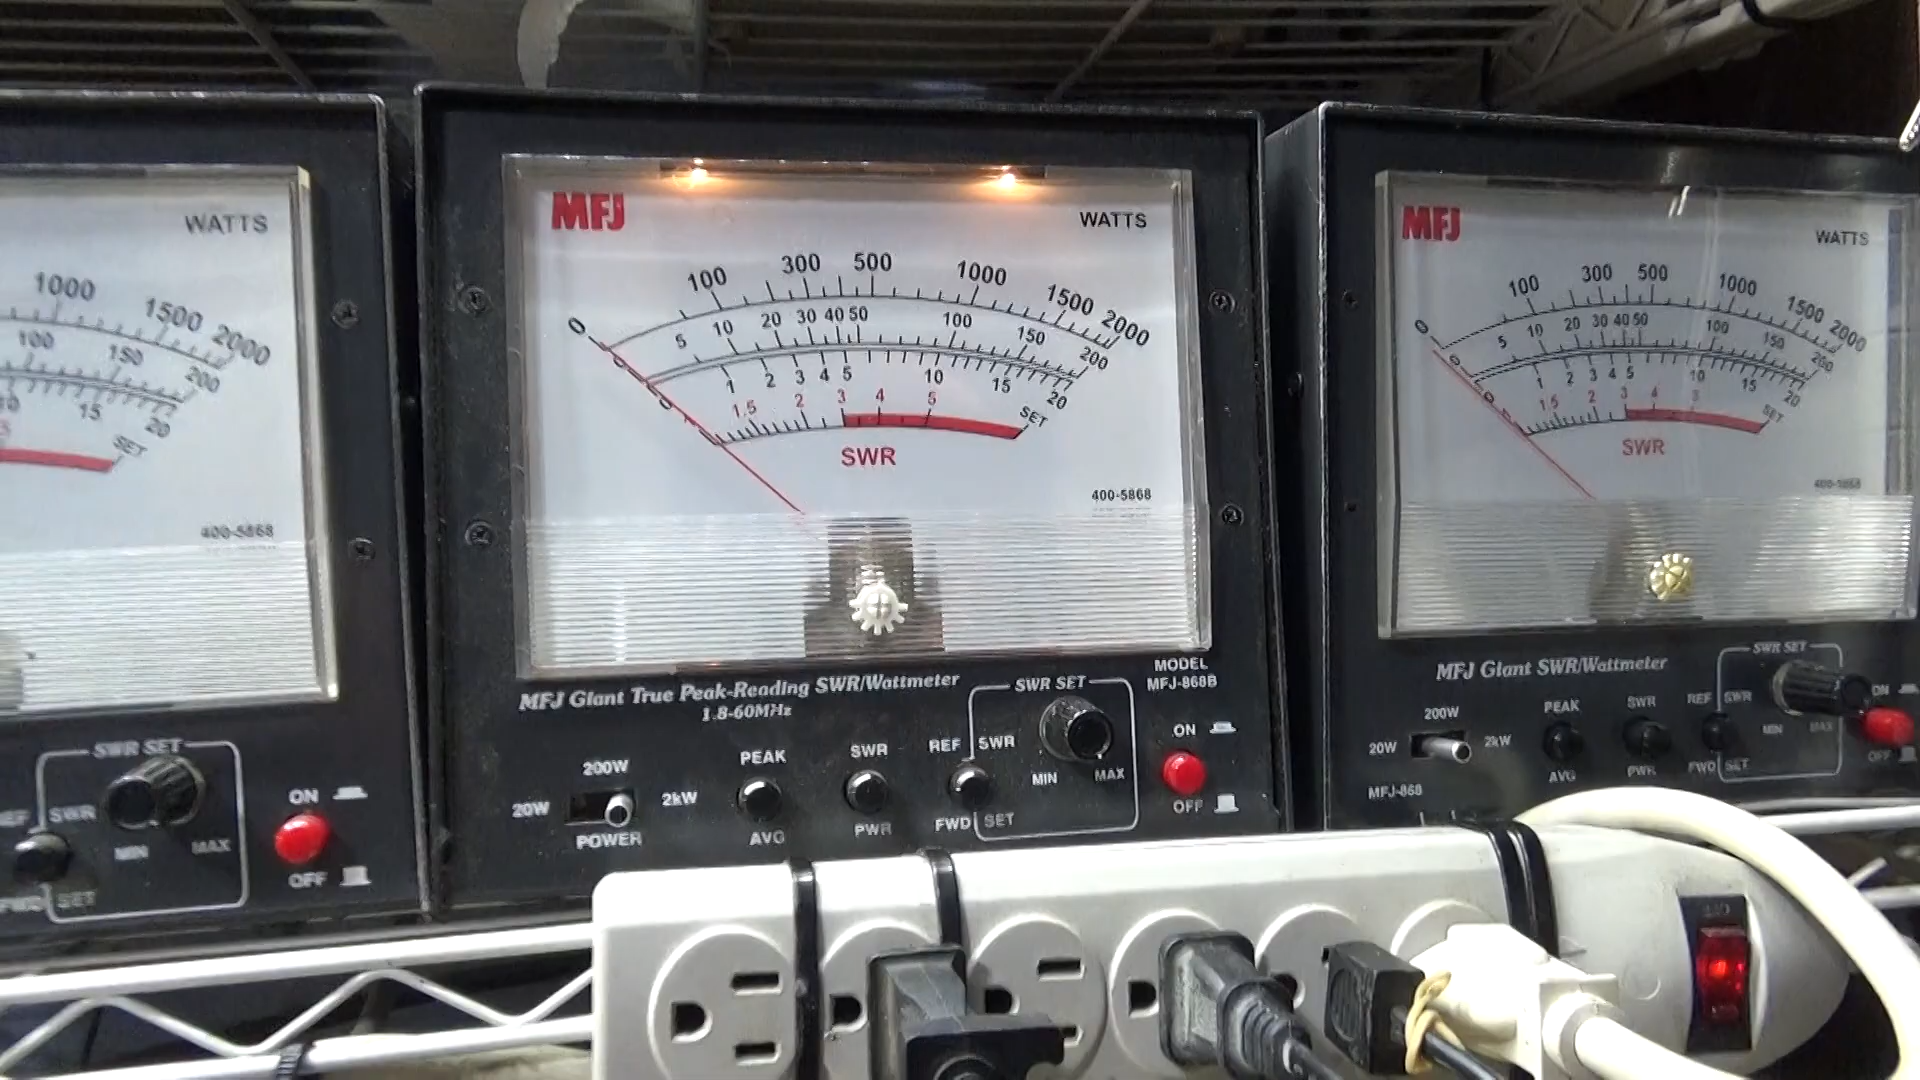 WATTS
1000
1500
2000
100
150
200
15
20
SET
400-5868
SWR SET
SWR
MIN
MAX
SET
ON
OFF
MFJ
WATTS
0
100
300
500
1000
1500
2000
0
5
10
20
30
40
50
100
150
200
0
1
2
3
4
5
10
15
20
1.5
2
3
4
5
SET
SWR
400-5868
MFJ Giant True Peak-Reading SWR/Wattmeter
1.8-60MHz
MODEL
MFJ-868B
200W
20W
2kW
POWER
PEAK
AVG
SWR
PWR
REF
SWR
FWD
SET
SWR SET
MIN
MAX
ON
OFF
MFJ
WATTS
0
100
300
500
1000
1500
2000
0
5
10
20
30
40
50
100
150
200
0
1
2
3
4
5
10
15
20
1.5
2
3
4
5
SET
SWR
400-5868
MFJ Giant SWR/Wattmeter
200W
20W
2kW
MFJ-868
PEAK
AVG
SWR
PWR
REF
SWR
FWD
SET
SWR SET
MIN
MAX
ON
OFF